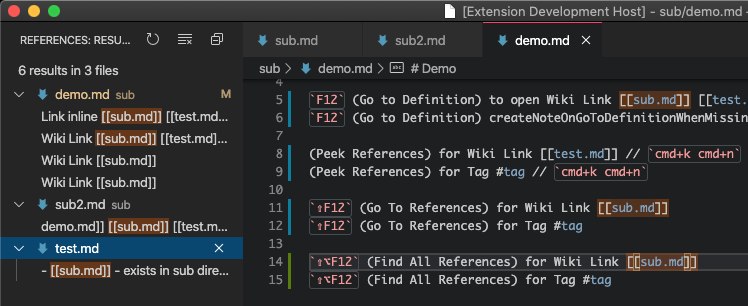 [Extension Development Host] - sub/demo.md -
REFERENCES: RESU...
6 results in 3 files
demo.md sub M
Link inline [[sub.md]] [[test.md...
Wiki Link [[sub.md]] [[test.md]...
Wiki Link [[sub.md]]
Wiki Link [[sub.md]]
sub2.md sub
demo.md]] [[sub.md]] [[test.m...
test.md
- [[sub.md]] - exists in sub dire...
sub.md sub2.md demo.md
sub > demo.md > # Demo
4
5 `F12` (Go to Definition) to open Wiki Link [[sub.md]] [[test.
6 `F12` (Go to Definition) createNoteOnGoToDefinitionWhenMissin
7
8 (Peek References) for Wiki Link [[test.md]] // `cmd+k cmd+n`
9 (Peek References) for Tag #tag // `cmd+k cmd+n`
10
11 `⇧F12` (Go To References) for Wiki Link [[sub.md]]
12 `⇧F12` (Go To References) for Tag #tag
13
14 `⇧⌥F12` (Find All References) for Wiki Link [[sub.md]]
15 `⇧⌥F12` (Find All References) for Tag #tag